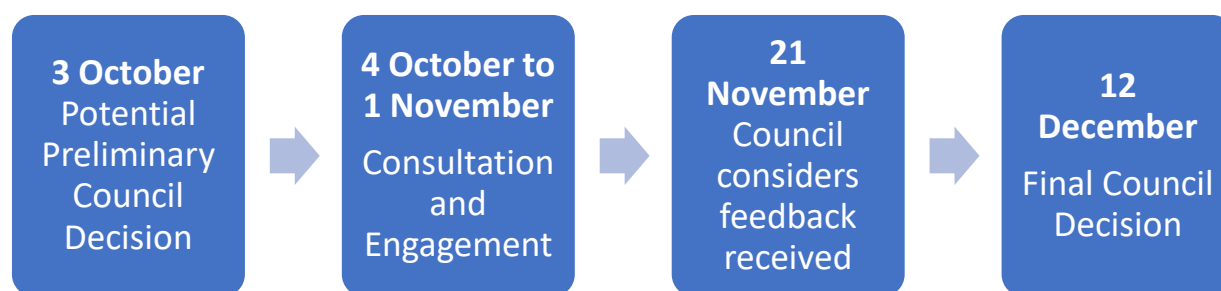 3 October
Potential
Preliminary
Council
Decision
4 October to
1 November
Consultation
and
Engagement
21
November
Council
considers
feedback
received
12
December
Final Council
Decision